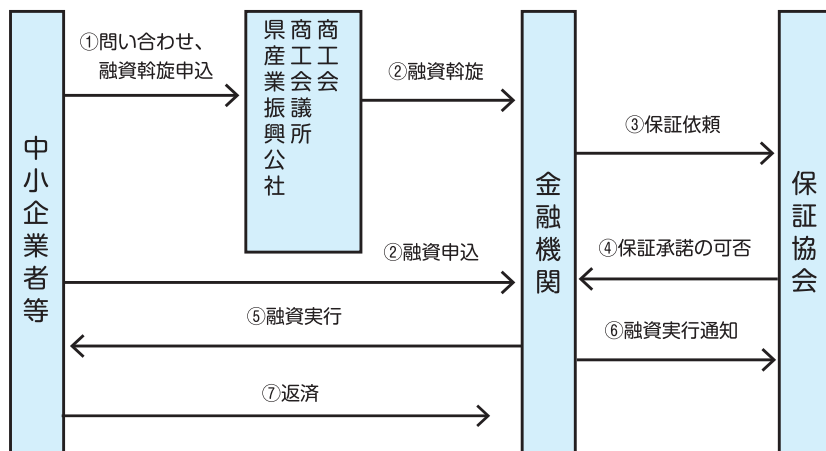 ①問い合わせ、
融資斡旋申込
商工会
商工会議所
県産業振興公社
②融資斡旋
③保証依頼
中小企業者等
金融機関
保証協会
②融資申込
④保証承諾の可否
⑤融資実行
⑥融資実行通知
⑦返済